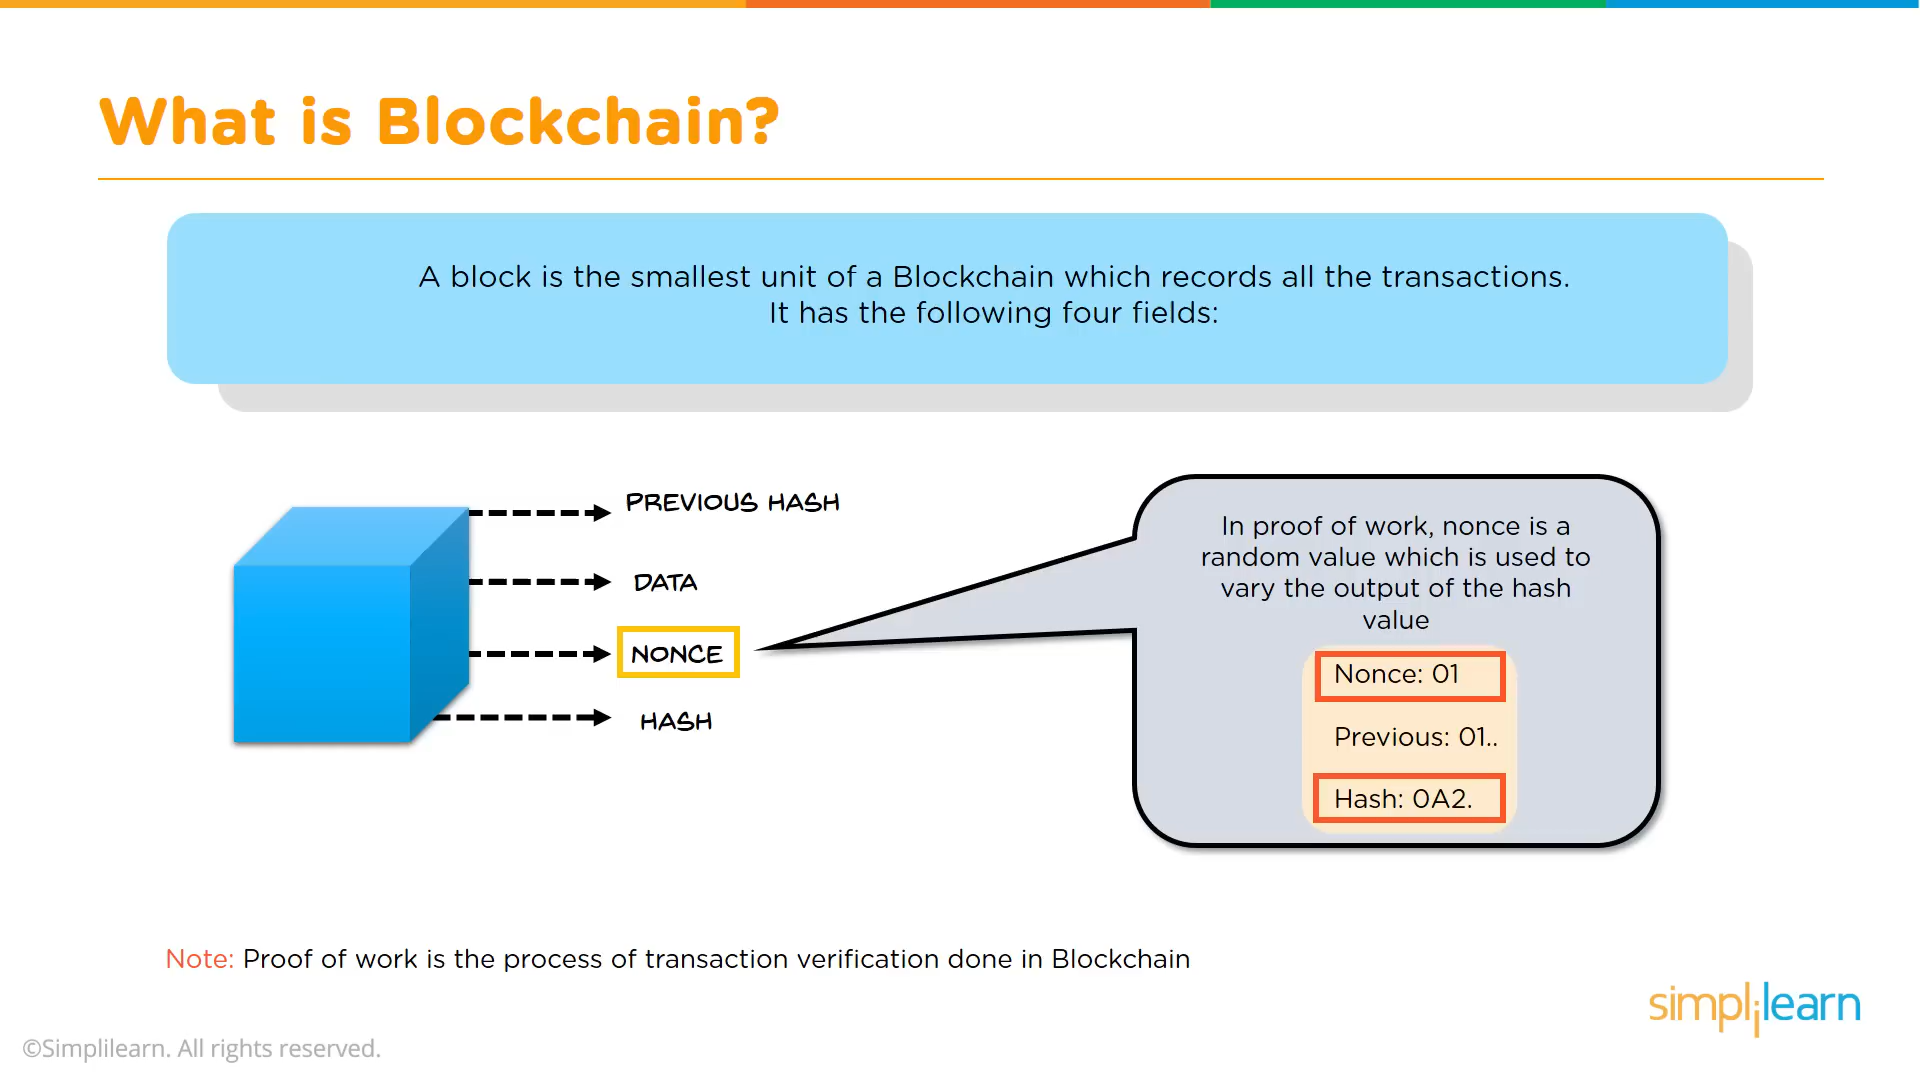 What is Blockchain?
A block is the smallest unit of a Blockchain which records all the transactions.
It has the following four fields:
PREVIOUS HASH
DATA
NONCE
HASH
In proof of work, nonce is a
random value which is used to
vary the output of the hash
value
Nonce: 01
Previous: 01..
Hash: 0A2.
Note: Proof of work is the process of transaction verification done in Blockchain
simplilearn
©Simplilearn. All rights reserved.